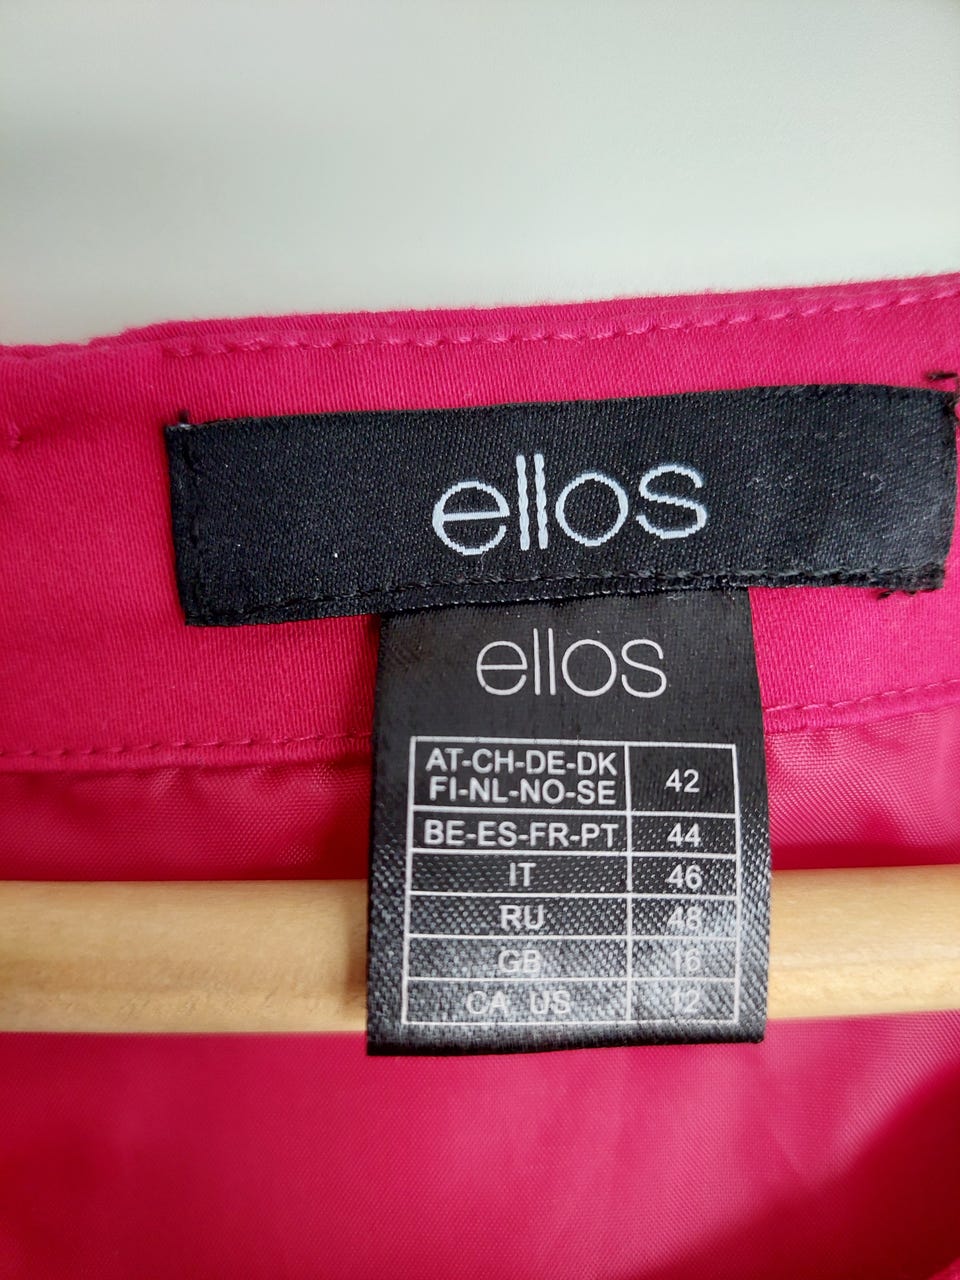 ellos
ellos
AT-CH-DE-DK
FI-NL-NO-SE 42
BE-ES-FR-PT 44
IT 46
RU 48
GB 16
CA US 12